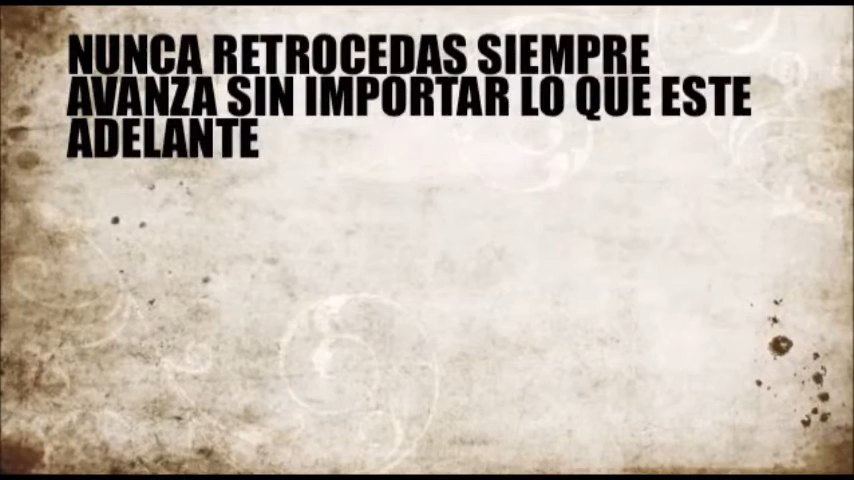 NUNCA RETROCEDAS SIEMPRE
AVANZA SIN IMPORTAR LO QUE ESTE
ADELANTE